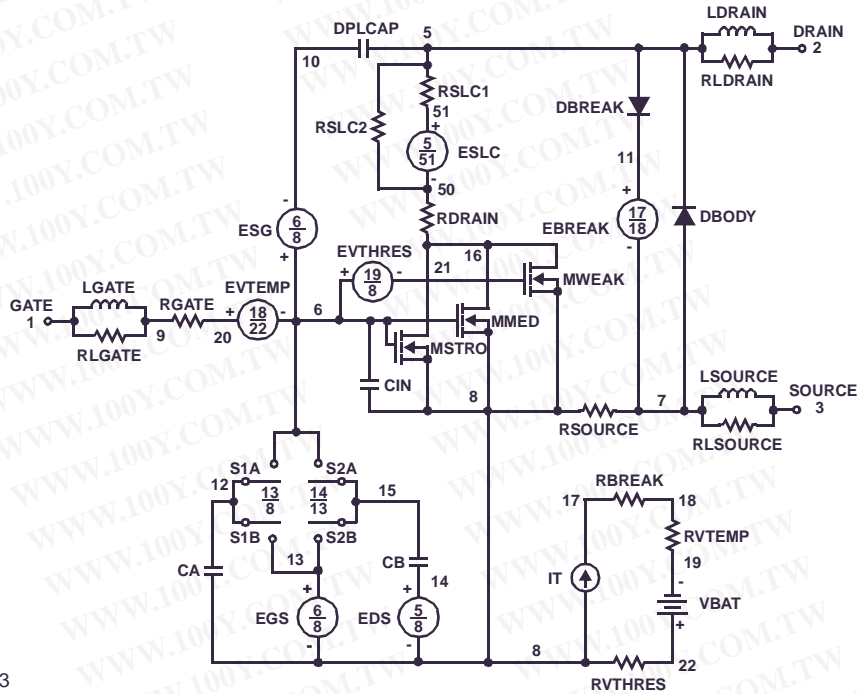 LDRAIN
DPLCAP 5 DRAIN
10 2
RLDRAIN
RSLC1
51
DBREAK
RSLC2
+
5
51
ESLC
11
-
50
-
+
17
18
EBREAK
DBODY
RDRAIN
6
8
ESG
EVTHRES
+
16
21
-
+ 19
8 -
MWEAK
LGATE
EVTEMP
GATE
1
RGATE
+ 18
22 -
6
MMED
9
20
MSTRO
RLGATE
CIN
LSOURCE
8
7
SOURCE
3
RSOURCE
RLSOURCE
S1A
S2A
12
13
8
14
13
15
RBREAK
17
18
S1B
S2B
RVTEMP
13
CB
CA
19
IT
14
-
+
+
VBAT
EGS
6
8
EDS
5
8
+
-
-
8
22
RVTHRES
3
WWW.100Y.COM.TW